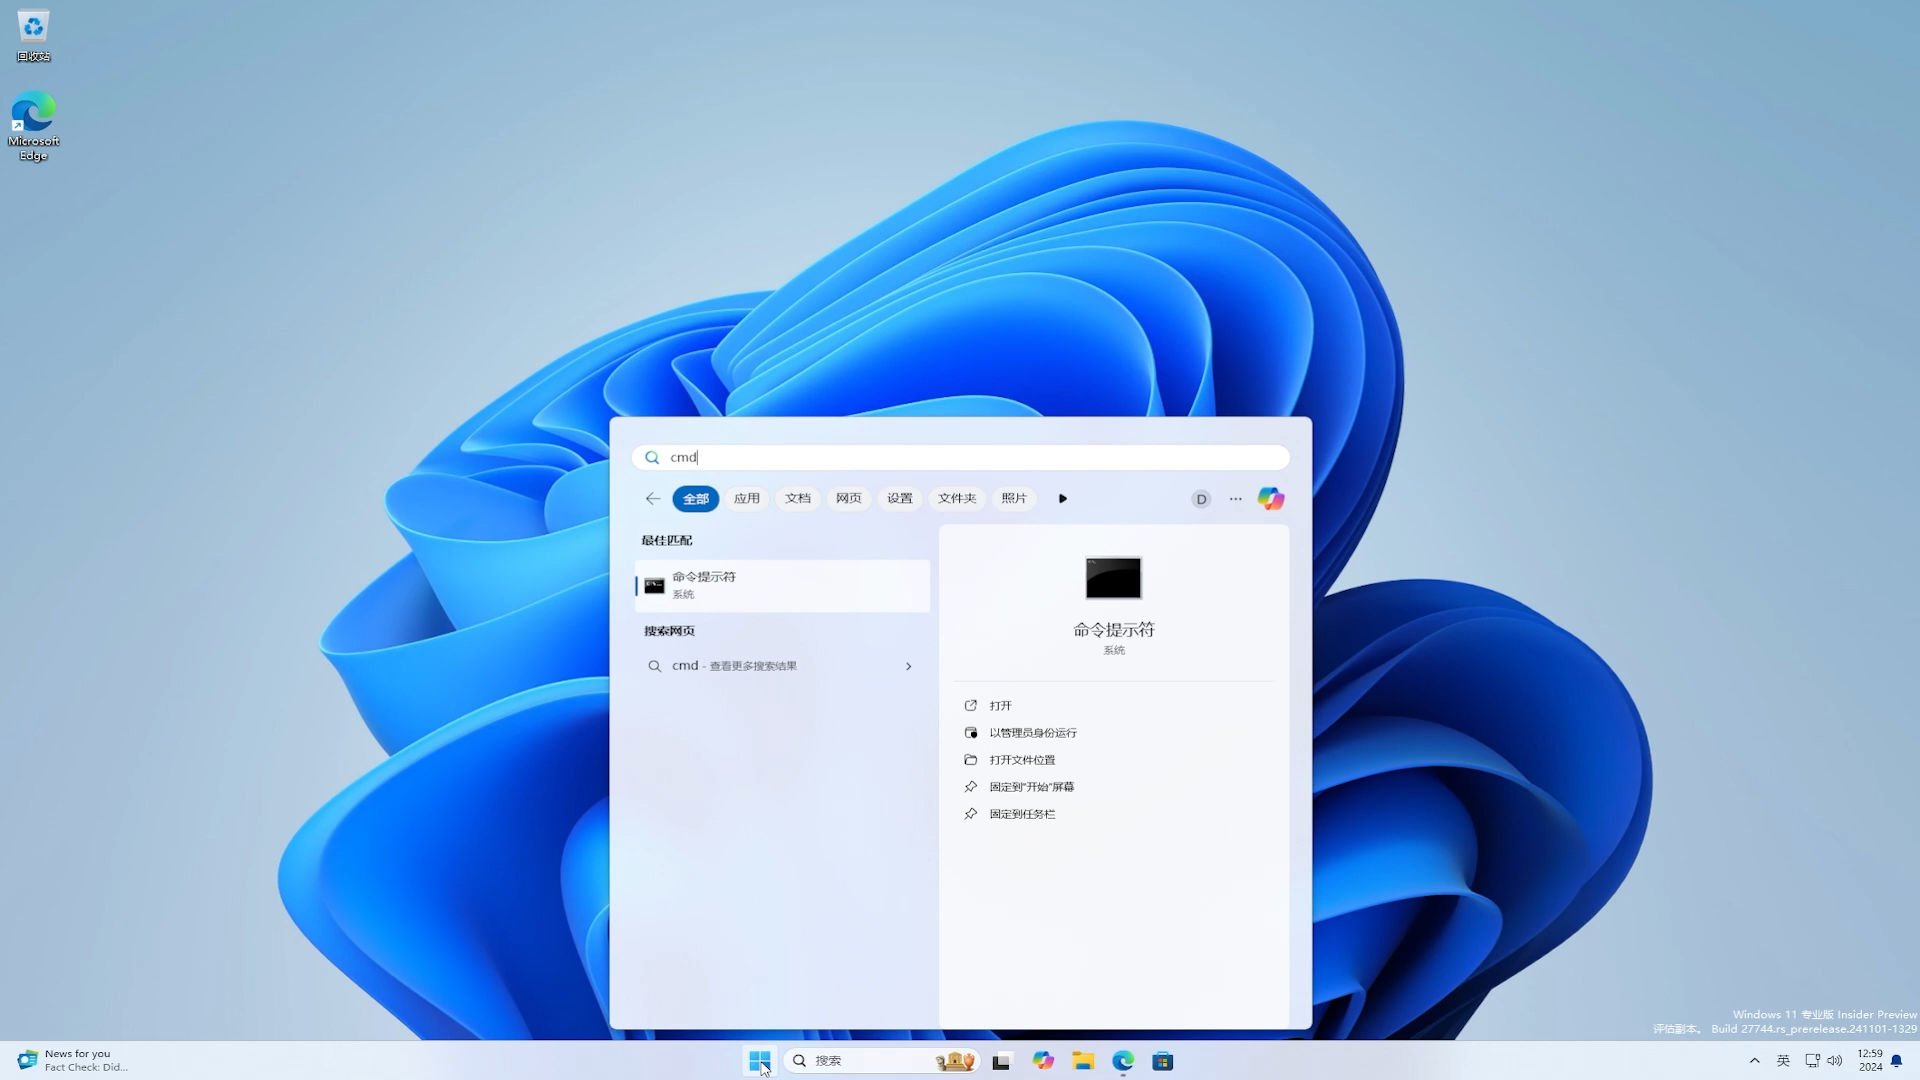 回收站
Microsoft
Edge
cmd
全部
应用
文档
网页
设置
文件夹
照片
D
最佳匹配
命令提示符
系统
搜索网页
cmd - 查看更多搜索结果
命令提示符
系统
打开
以管理员身份运行
打开文件位置
固定到"开始"屏幕
固定到任务栏
Windows 11 专业版 Insider Preview
评估副本。 Build 27744.rs_prerelease.241101-1329
News for you
Fact Check: Did...
搜索
英
12:59
2024